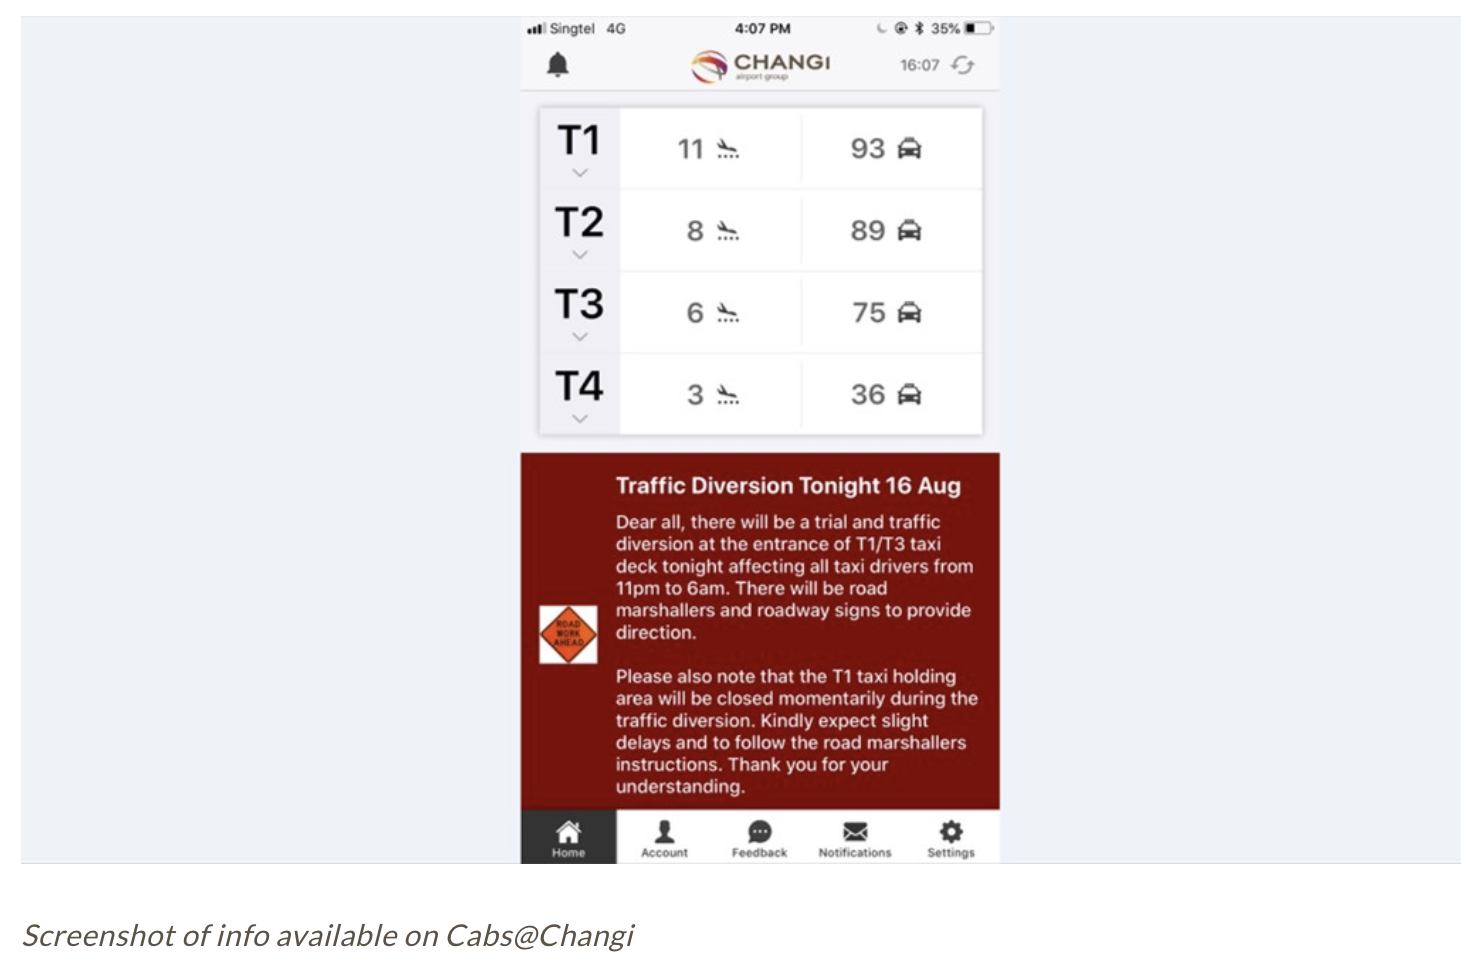 Singtel 4G 4:07 PM 35%
CHANGI 16:07
airport group
T1 11 93
T2 8 89
T3 6 75
T4 3 36
Traffic Diversion Tonight 16 Aug
Dear all, there will be a trial and traffic
diversion at the entrance of T1/T3 taxi
deck tonight affecting all taxi drivers from
11pm to 6am. There will be road
marshallers and roadway signs to provide
direction.
ROAD
WORK
AHEAD
Please also note that the T1 taxi holding
area will be closed momentarily during the
traffic diversion. Kindly expect slight
delays and to follow the road marshallers
instructions. Thank you for your
understanding.
Home Account Feedback Notifications Settings
Screenshot of info available on Cabs@Changi